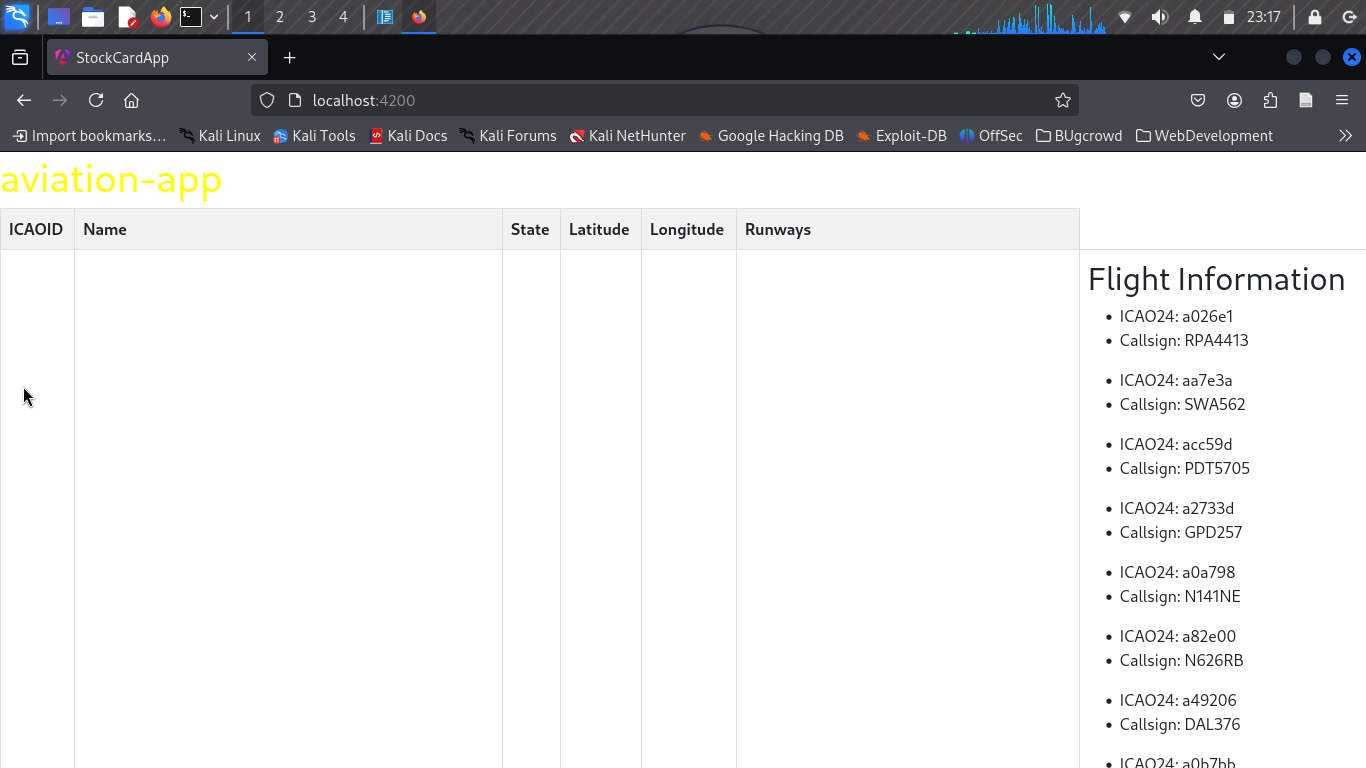 1 2 3 4 23:17
StockCardApp
localhost:4200
Import bookmarks… Kali Linux Kali Tools Kali Docs Kali Forums Kali NetHunter Google Hacking DB Exploit-DB OffSec BUgcrowd WebDevelopment
aviation-app
ICAOID Name State Latitude Longitude Runways
Flight Information
ICAO24: a026e1
Callsign: RPA4413
ICAO24: aa7e3a
Callsign: SWA562
ICAO24: acc59d
Callsign: PDT5705
ICAO24: a2733d
Callsign: GPD257
ICAO24: a0a798
Callsign: N141NE
ICAO24: a82e00
Callsign: N626RB
ICAO24: a49206
Callsign: DAL376
ICAO24: a0b7bb